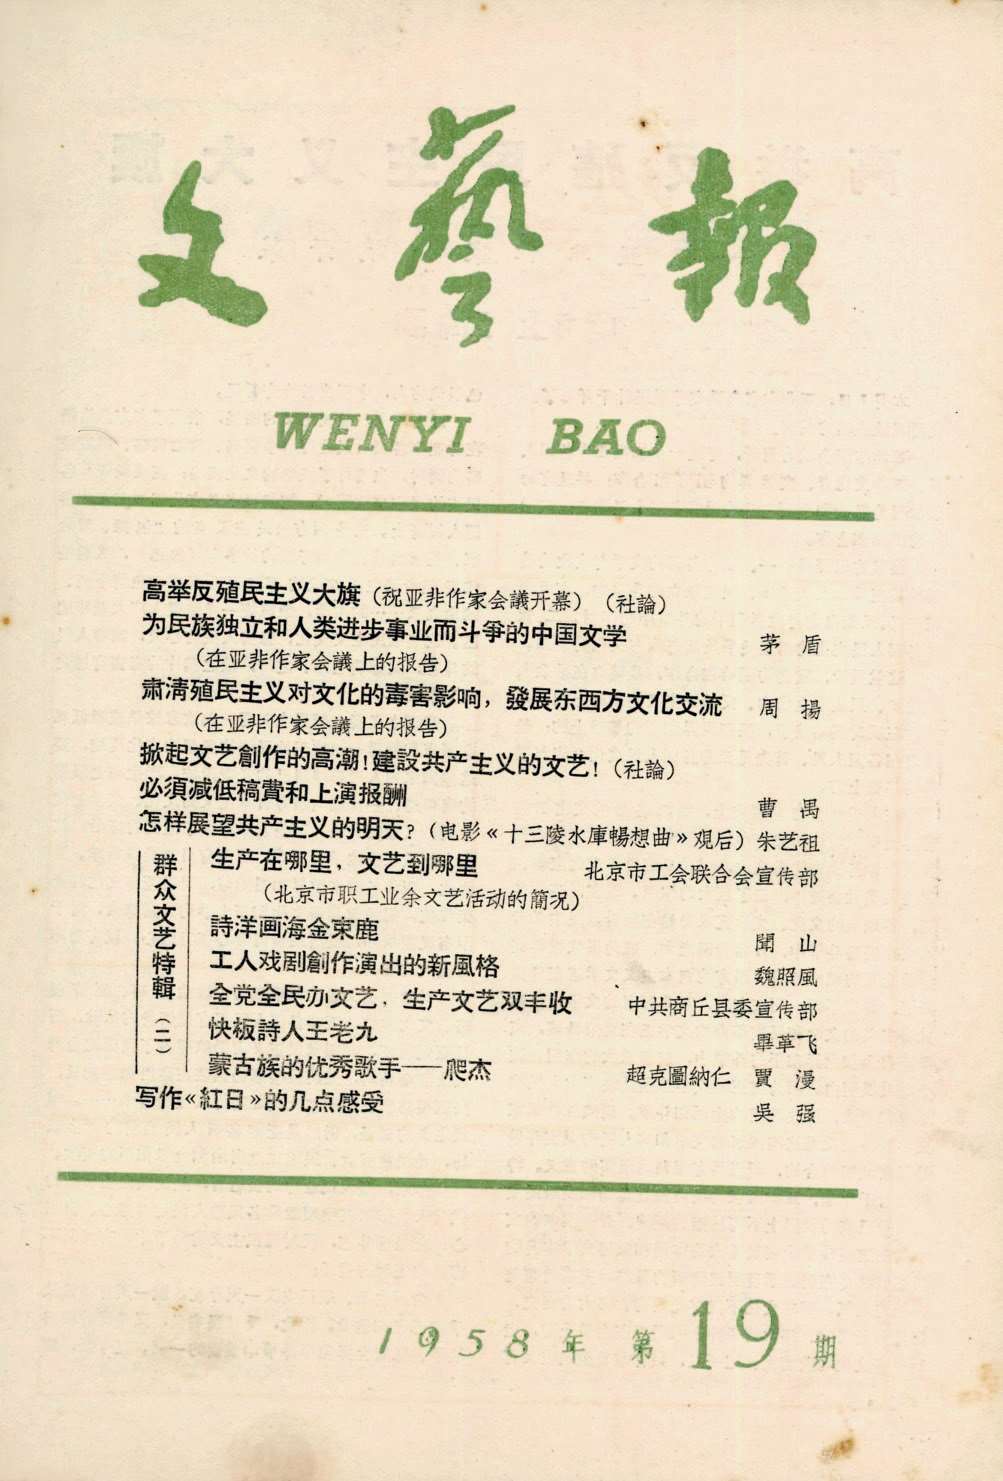 文藝報
WENYI BAO
高举反殖民主义大旗（祝亚非作家会議开幕）（社論）
为民族独立和人类进步事业而斗爭的中国文学 茅盾
（在亚非作家会議上的报告）
肃淸殖民主义对文化的毒害影响，發展东西方文化交流 周揚
（在亚非作家会議上的报告）
掀起文艺創作的高潮！建設共产主义的文艺！（社論）
必須减低稿費和上演报酬 曹禺
怎样展望共产主义的明天？（电影《十三陵水庫暢想曲》观后）朱艺祖
群众文艺特輯（二）
生产在哪里，文艺到哪里 北京市工会联合会宣传部
（北京市职工业余文艺活动的簡况）
詩洋画海金束鹿 聞山
工人戏剧創作演出的新風格 魏照風
全党全民办文艺，生产文艺双丰收 中共商丘县委宣传部
快板詩人王老九 畢革飞
蒙古族的优秀歌手——爬杰 超克圖納仁 賈漫
写作《紅日》的几点感受 吳强
1958年第19期